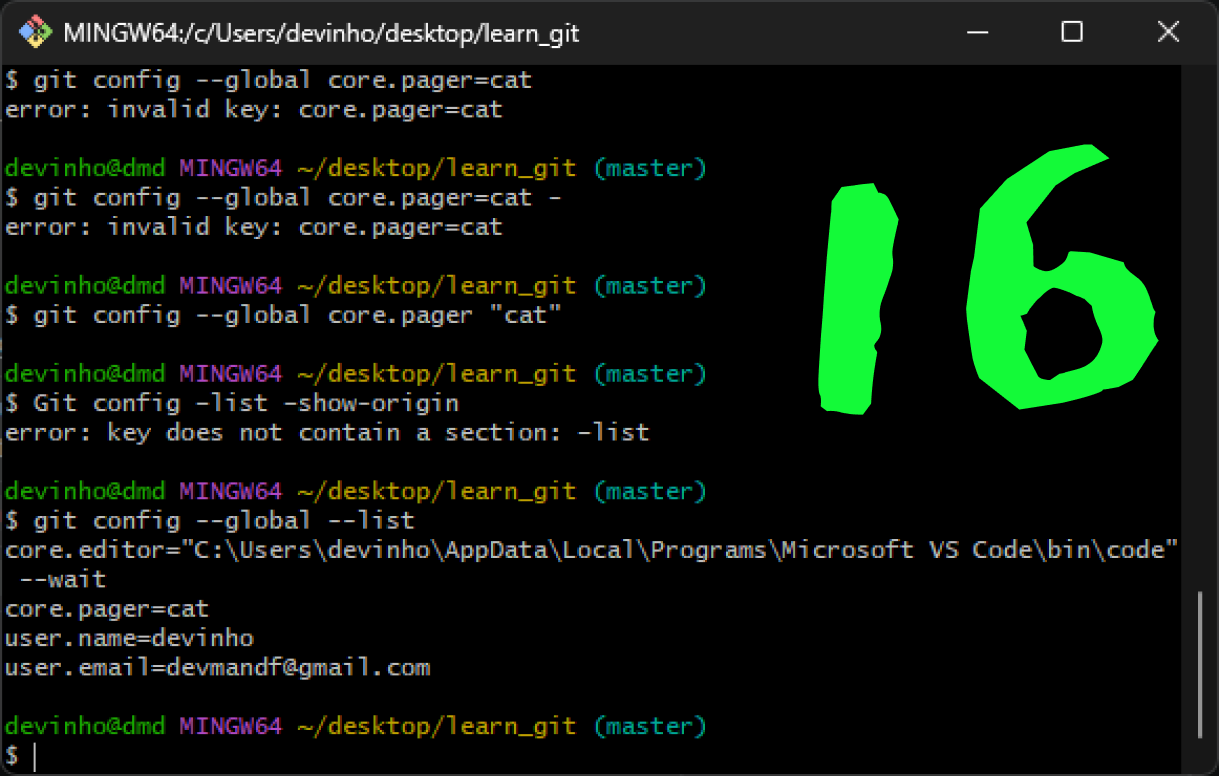 MINGW64:/c/Users/devinho/desktop/learn_git
$ git config --global core.pager=cat
error: invalid key: core.pager=cat
devinho@dmd MINGW64 ~/desktop/learn_git (master)
$ git config --global core.pager=cat -
error: invalid key: core.pager=cat
devinho@dmd MINGW64 ~/desktop/learn_git (master)
$ git config --global core.pager "cat"
devinho@dmd MINGW64 ~/desktop/learn_git (master)
$ Git config -list -show-origin
error: key does not contain a section: -list
devinho@dmd MINGW64 ~/desktop/learn_git (master)
$ git config --global --list
core.editor="C:\Users\devinho\AppData\Local\Programs\Microsoft VS Code\bin\code"
--wait
core.pager=cat
user.name=devinho
user.email=devmandf@gmail.com
devinho@dmd MINGW64 ~/desktop/learn_git (master)
$
16